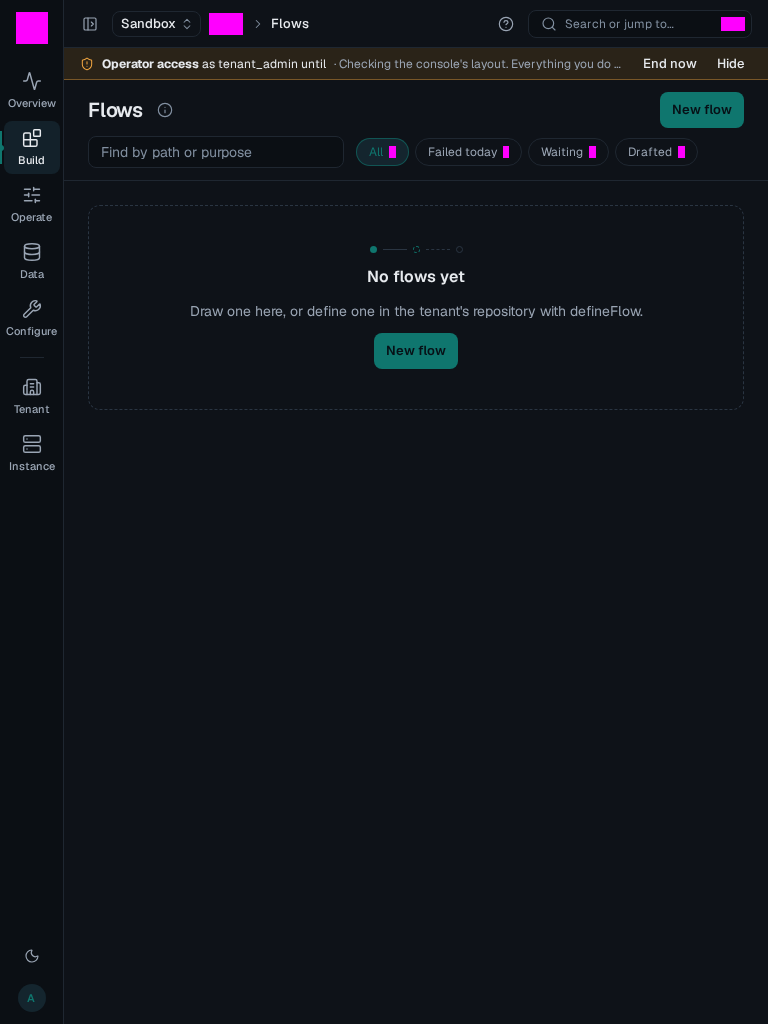 Sandbox
Flows
Search or jump to…
Operator access as tenant_admin until · Checking the console's layout. Everything you do …
End now
Hide
Overview
Build
Operate
Data
Configure
Tenant
Instance
A
Flows
New flow
Find by path or purpose
All
Failed today
Waiting
Drafted
No flows yet
Draw one here, or define one in the tenant's repository with defineFlow.
New flow